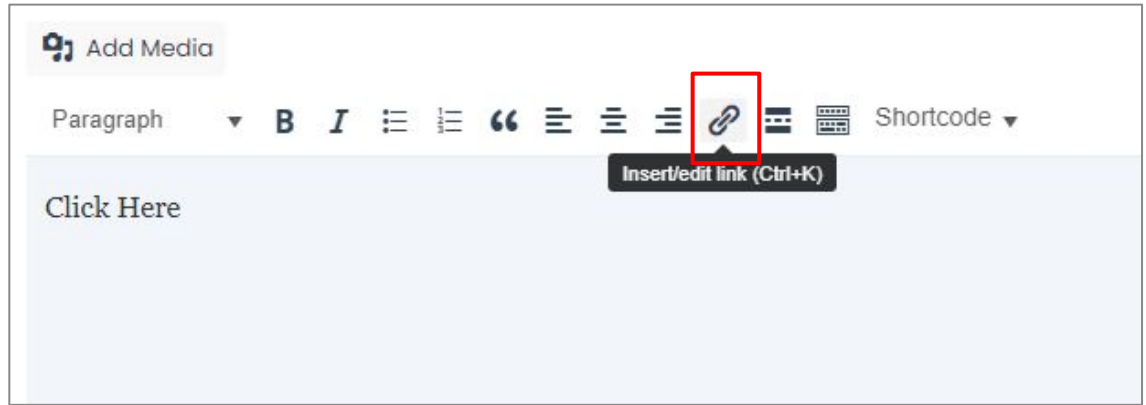 Add Media
Paragraph B I Shortcode
Insert/edit link (Ctrl+K)
Click Here